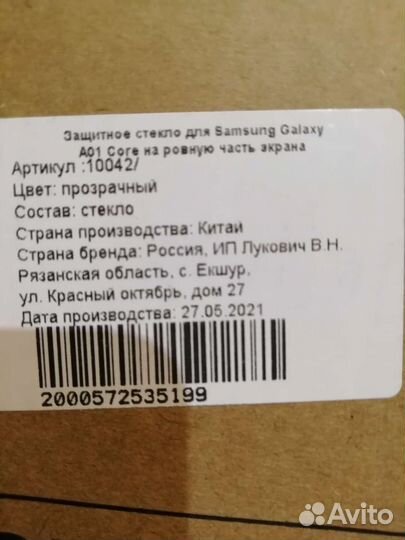 Защитное стекло для Samsung Galaxy
A01 Core на ровную часть экрана
Артикул :10042/
Цвет: прозрачный
Состав: стекло
Страна производства: Китай
Страна бренда: Россия, ИП Лукович В.Н.
Рязанская область, с. Екшур,
ул. Красный октябрь, дом 27
Дата производства: 27.05.2021
2000572535199
Avito